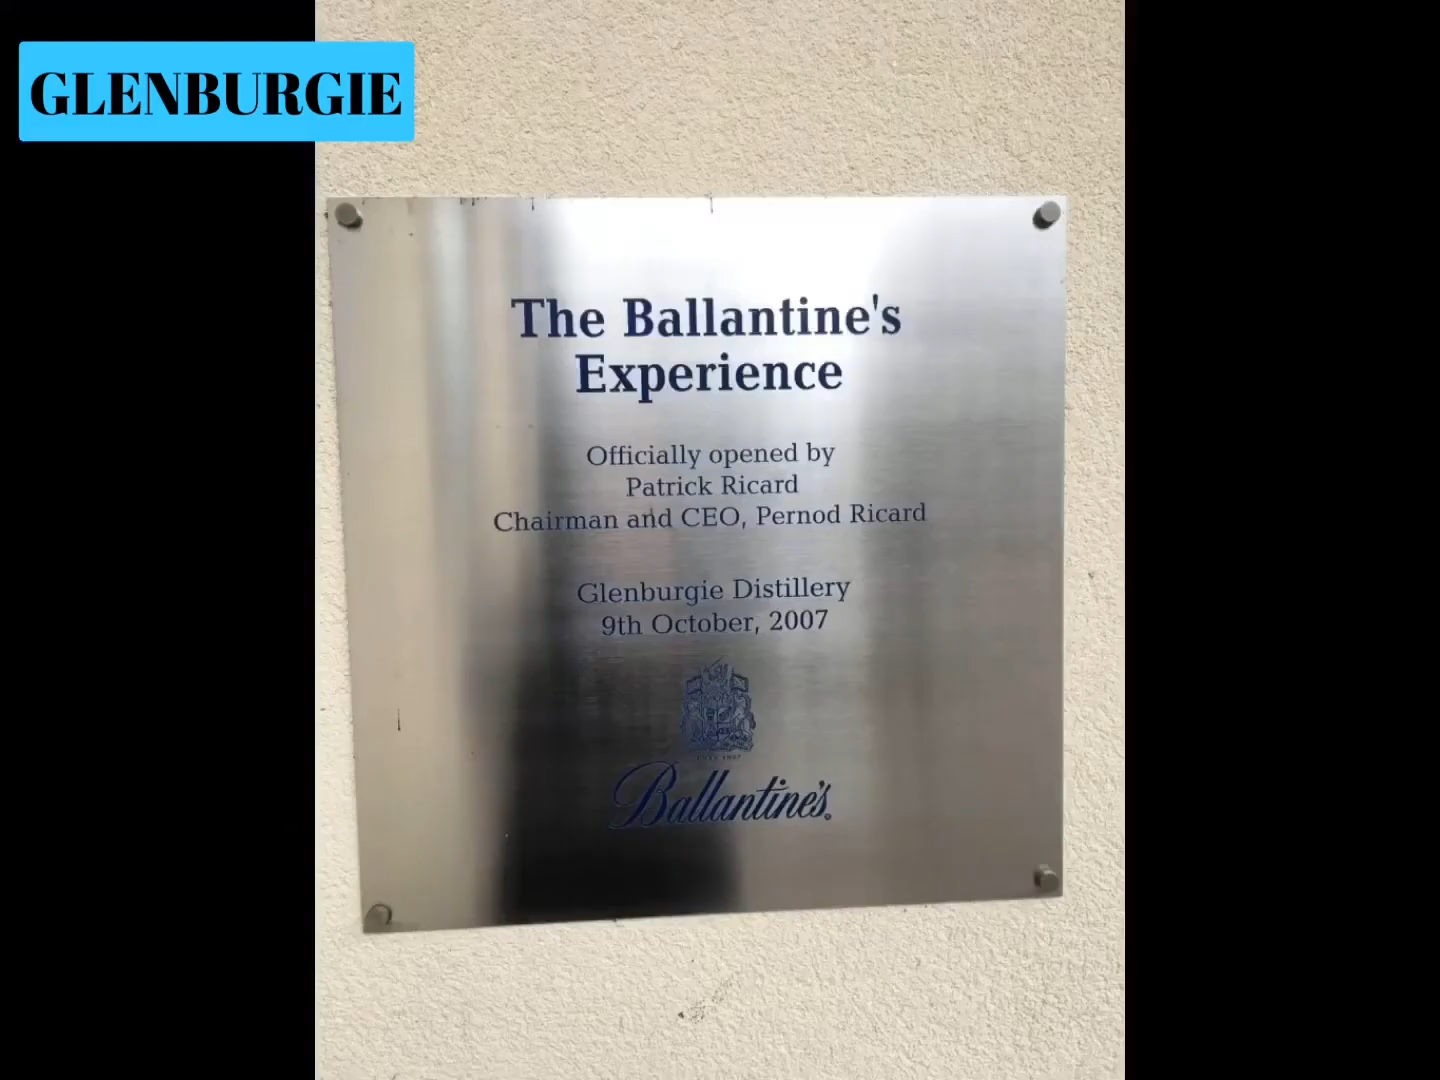 GLENBURGIE
The Ballantine's
Experience
Officially opened by
Patrick Ricard
Chairman and CEO, Pernod Ricard
Glenburgie Distillery
9th October, 2007
Ballantine's